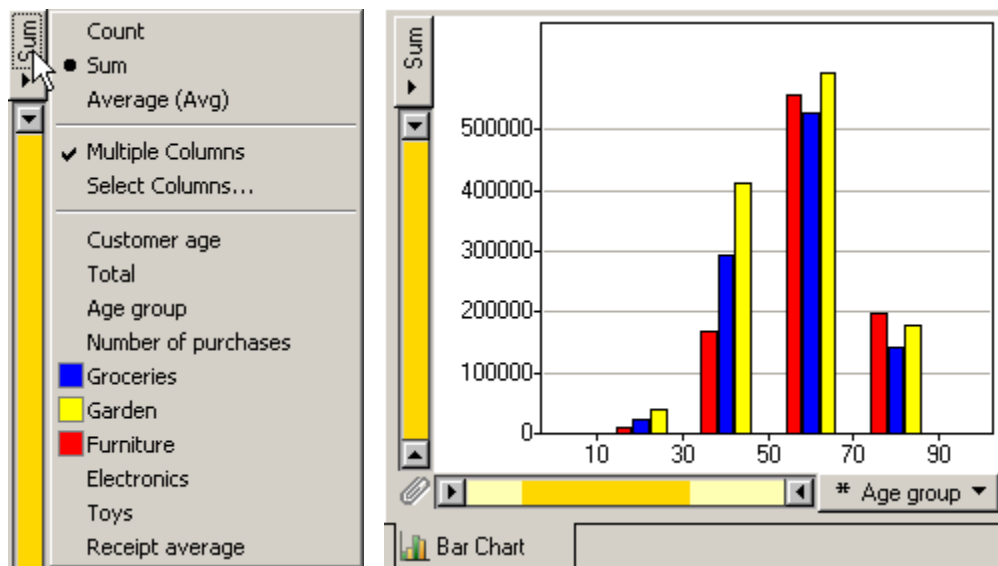 Sum
Count
Sum
Average (Avg)
Multiple Columns
Select Columns...
Customer age
Total
Age group
Number of purchases
Groceries
Garden
Furniture
Electronics
Toys
Receipt average
Sum
500000
400000
300000
200000
100000
0
10 30 50 70 90
* Age group
Bar Chart